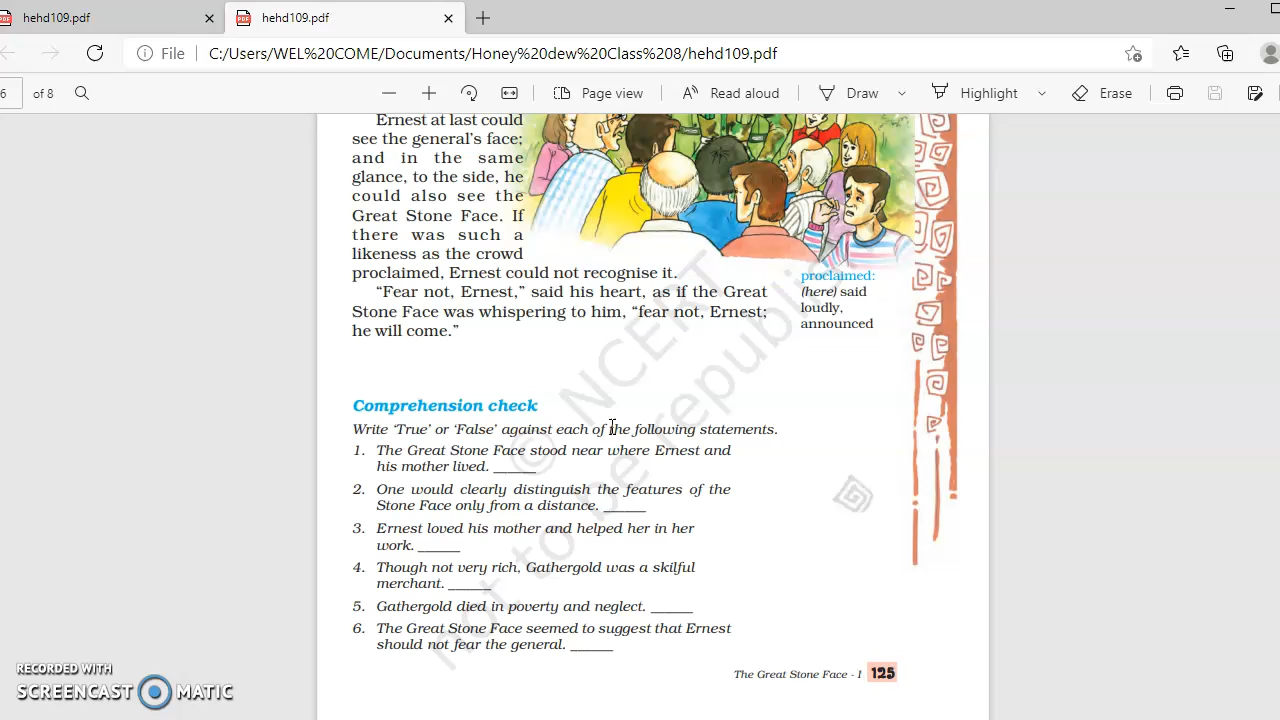 hehd109.pdf
hehd109.pdf
File C:/Users/WEL%20COME/Documents/Honey%20dew%20Class%208/hehd109.pdf
6 of 8 Page view Read aloud Draw Highlight Erase
Ernest at last could
see the general's face;
and in the same
glance, to the side, he
could also see the
Great Stone Face. If
there was such a
likeness as the crowd
proclaimed, Ernest could not recognise it.
"Fear not, Ernest," said his heart, as if the Great
Stone Face was whispering to him, "fear not, Ernest;
he will come."
proclaimed:
(here) said
loudly,
announced
© NCERT
not to be republis
Comprehension check
Write 'True' or 'False' against each of the following statements.
1. The Great Stone Face stood near where Ernest and
his mother lived. ______
2. One would clearly distinguish the features of the
Stone Face only from a distance. ______
3. Ernest loved his mother and helped her in her
work. ______
4. Though not very rich, Gathergold was a skilful
merchant. ______
5. Gathergold died in poverty and neglect. ______
6. The Great Stone Face seemed to suggest that Ernest
should not fear the general. ______
The Great Stone Face - I 125
RECORDED WITH
SCREENCAST MATIC